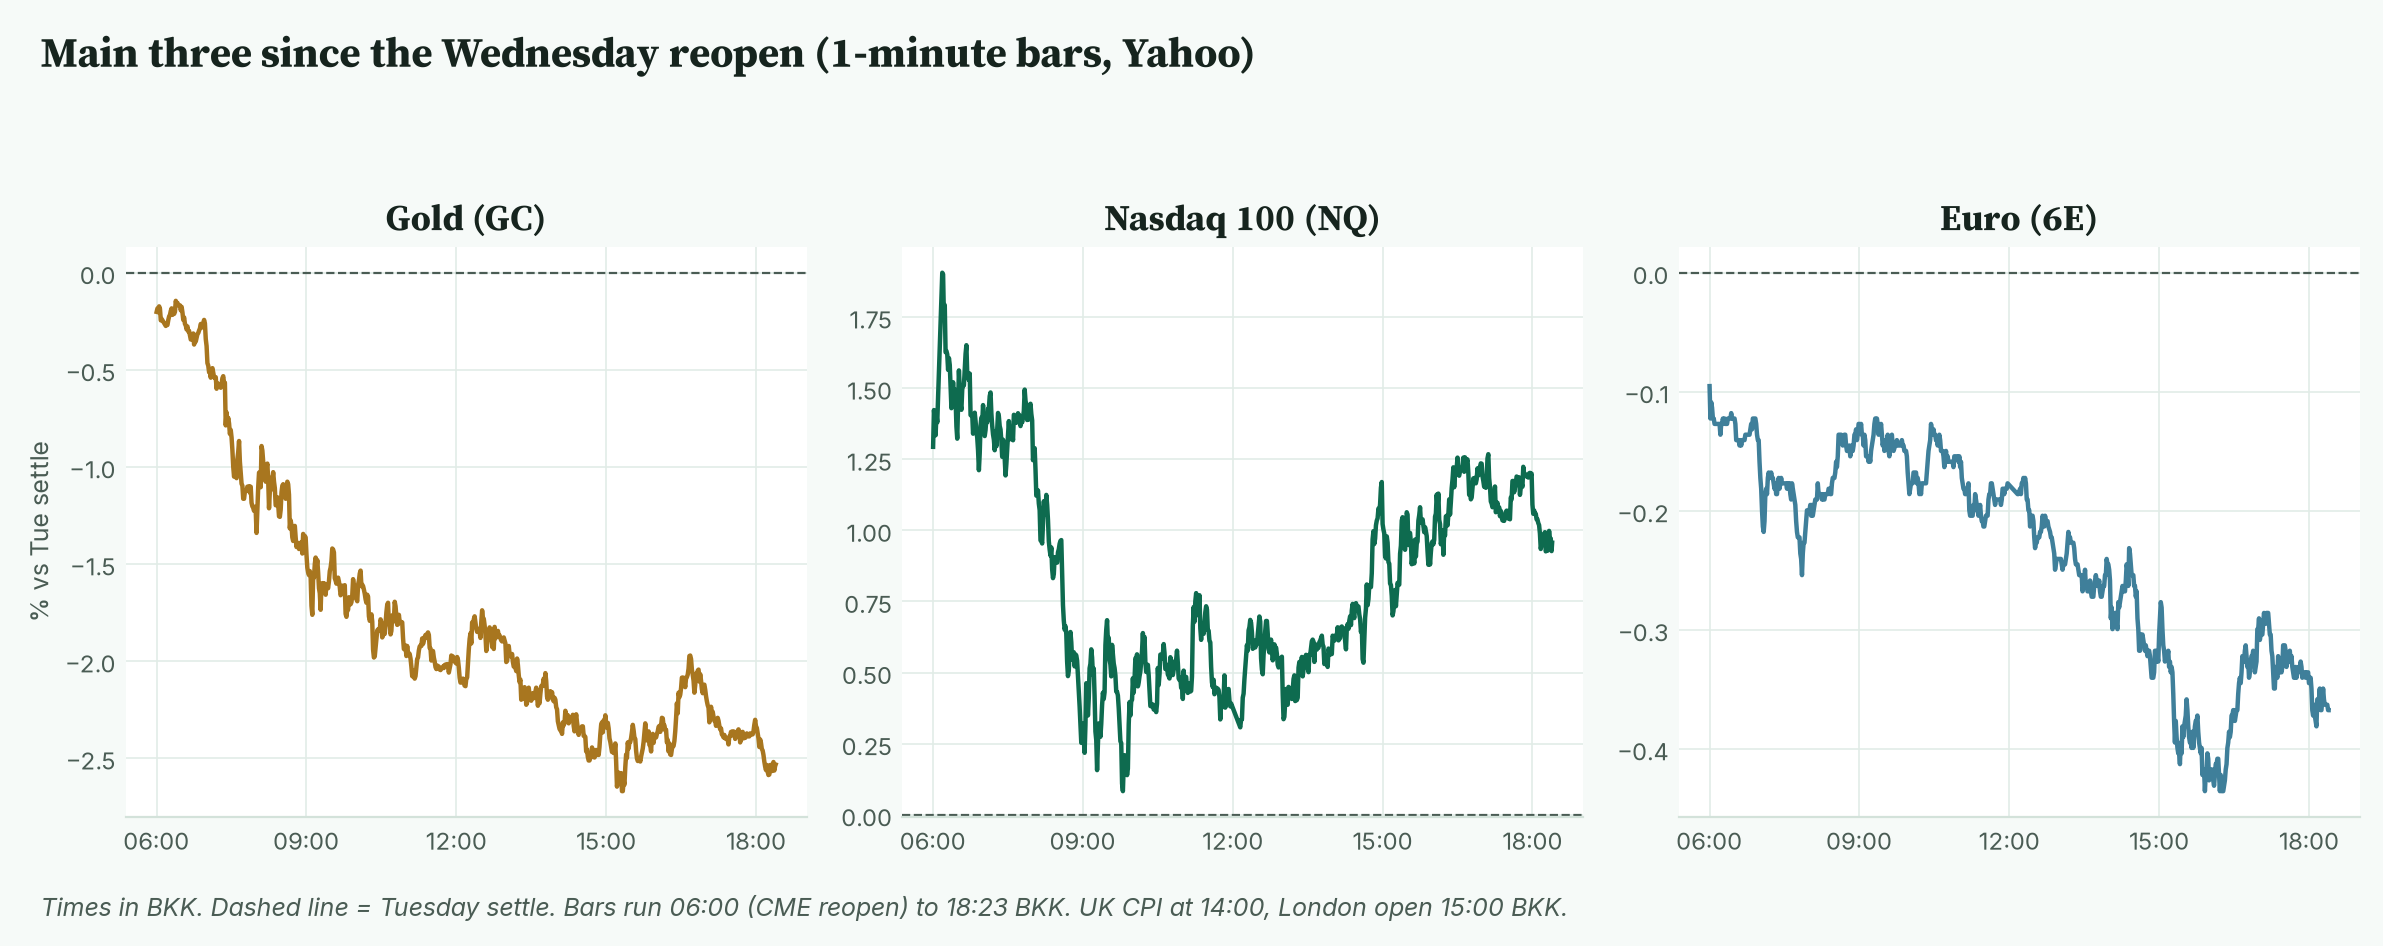 Main three since the Wednesday reopen (1-minute bars, Yahoo)
Gold (GC)
Nasdaq 100 (NQ)
Euro (6E)
% vs Tue settle
0.0
−0.5
−1.0
−1.5
−2.0
−2.5
06:00 09:00 12:00 15:00 18:00
1.75
1.50
1.25
1.00
0.75
0.50
0.25
0.00
06:00 09:00 12:00 15:00 18:00
0.0
−0.1
−0.2
−0.3
−0.4
06:00 09:00 12:00 15:00 18:00
Times in BKK. Dashed line = Tuesday settle. Bars run 06:00 (CME reopen) to 18:23 BKK. UK CPI at 14:00, London open 15:00 BKK.